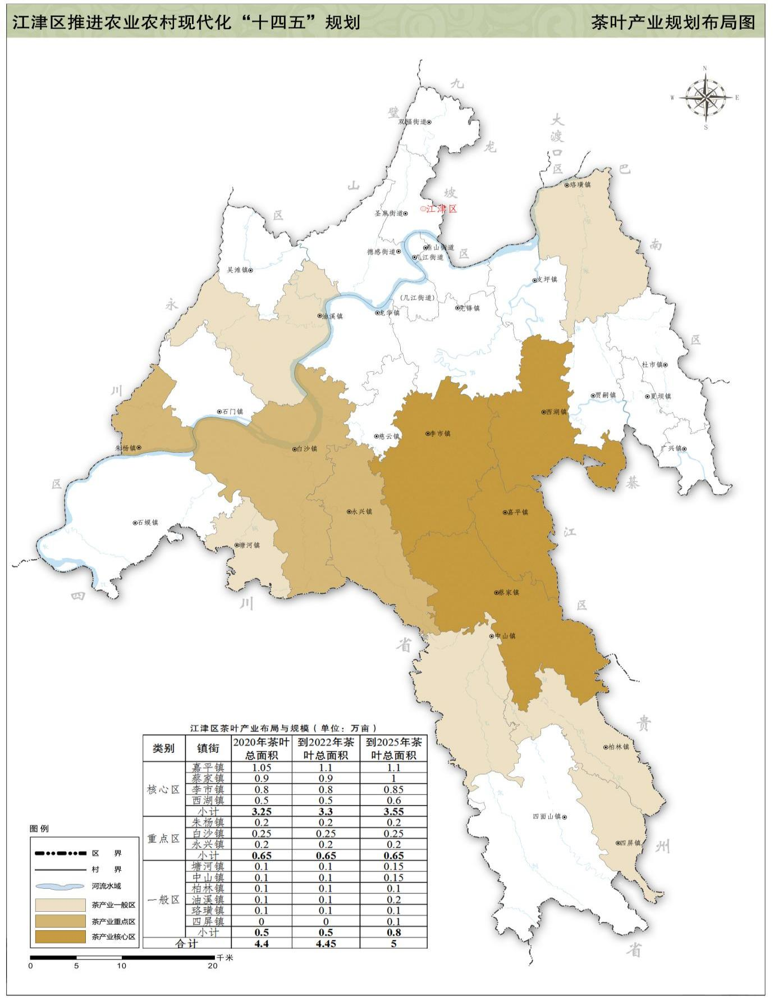 江津区推进农业农村现代化“十四五”规划
茶叶产业规划布局图
N
W
E
S
九
龙
坡
区
璧
山
区
大
渡
口
区
巴
南
区
永
川
区
綦
江
区
四
川
省
贵
州
省
双福街道
珞璜镇
圣泉街道
江津区
德感街道
鼎山街道
几江街道
吴滩镇
支坪镇
(几江街道)
先锋镇
油溪镇
龙华镇
杜市镇
贾嗣镇
夏坝镇
石门镇
西湖镇
慈云镇
李市镇
朱杨镇
白沙镇
广兴镇
永兴镇
嘉平镇
石蟆镇
塘河镇
蔡家镇
中山镇
柏林镇
四面山镇
四屏镇
江津区茶叶产业布局与规模（单位：万亩）
类别 镇街 2020年茶叶总面积 到2022年茶叶总面积 到2025年茶叶总面积
核心区
嘉平镇 1.05 1.1 1.1
蔡家镇 0.9 0.9 1
李市镇 0.8 0.8 0.85
西湖镇 0.5 0.5 0.6
小计 3.25 3.3 3.55
重点区
朱杨镇 0.2 0.2 0.2
白沙镇 0.25 0.25 0.25
永兴镇 0.2 0.2 0.2
小计 0.65 0.65 0.65
一般区
塘河镇 0.1 0.1 0.15
中山镇 0.1 0.1 0.15
柏林镇 0.1 0.1 0.1
油溪镇 0.1 0.1 0.2
珞璜镇 0.1 0.1 0.1
四屏镇 0 0 0.1
小计 0.5 0.5 0.8
合计 4.4 4.45 5
图例
区 界
村 界
河流水域
茶产业一般区
茶产业重点区
茶产业核心区
千米
0 5 10 20